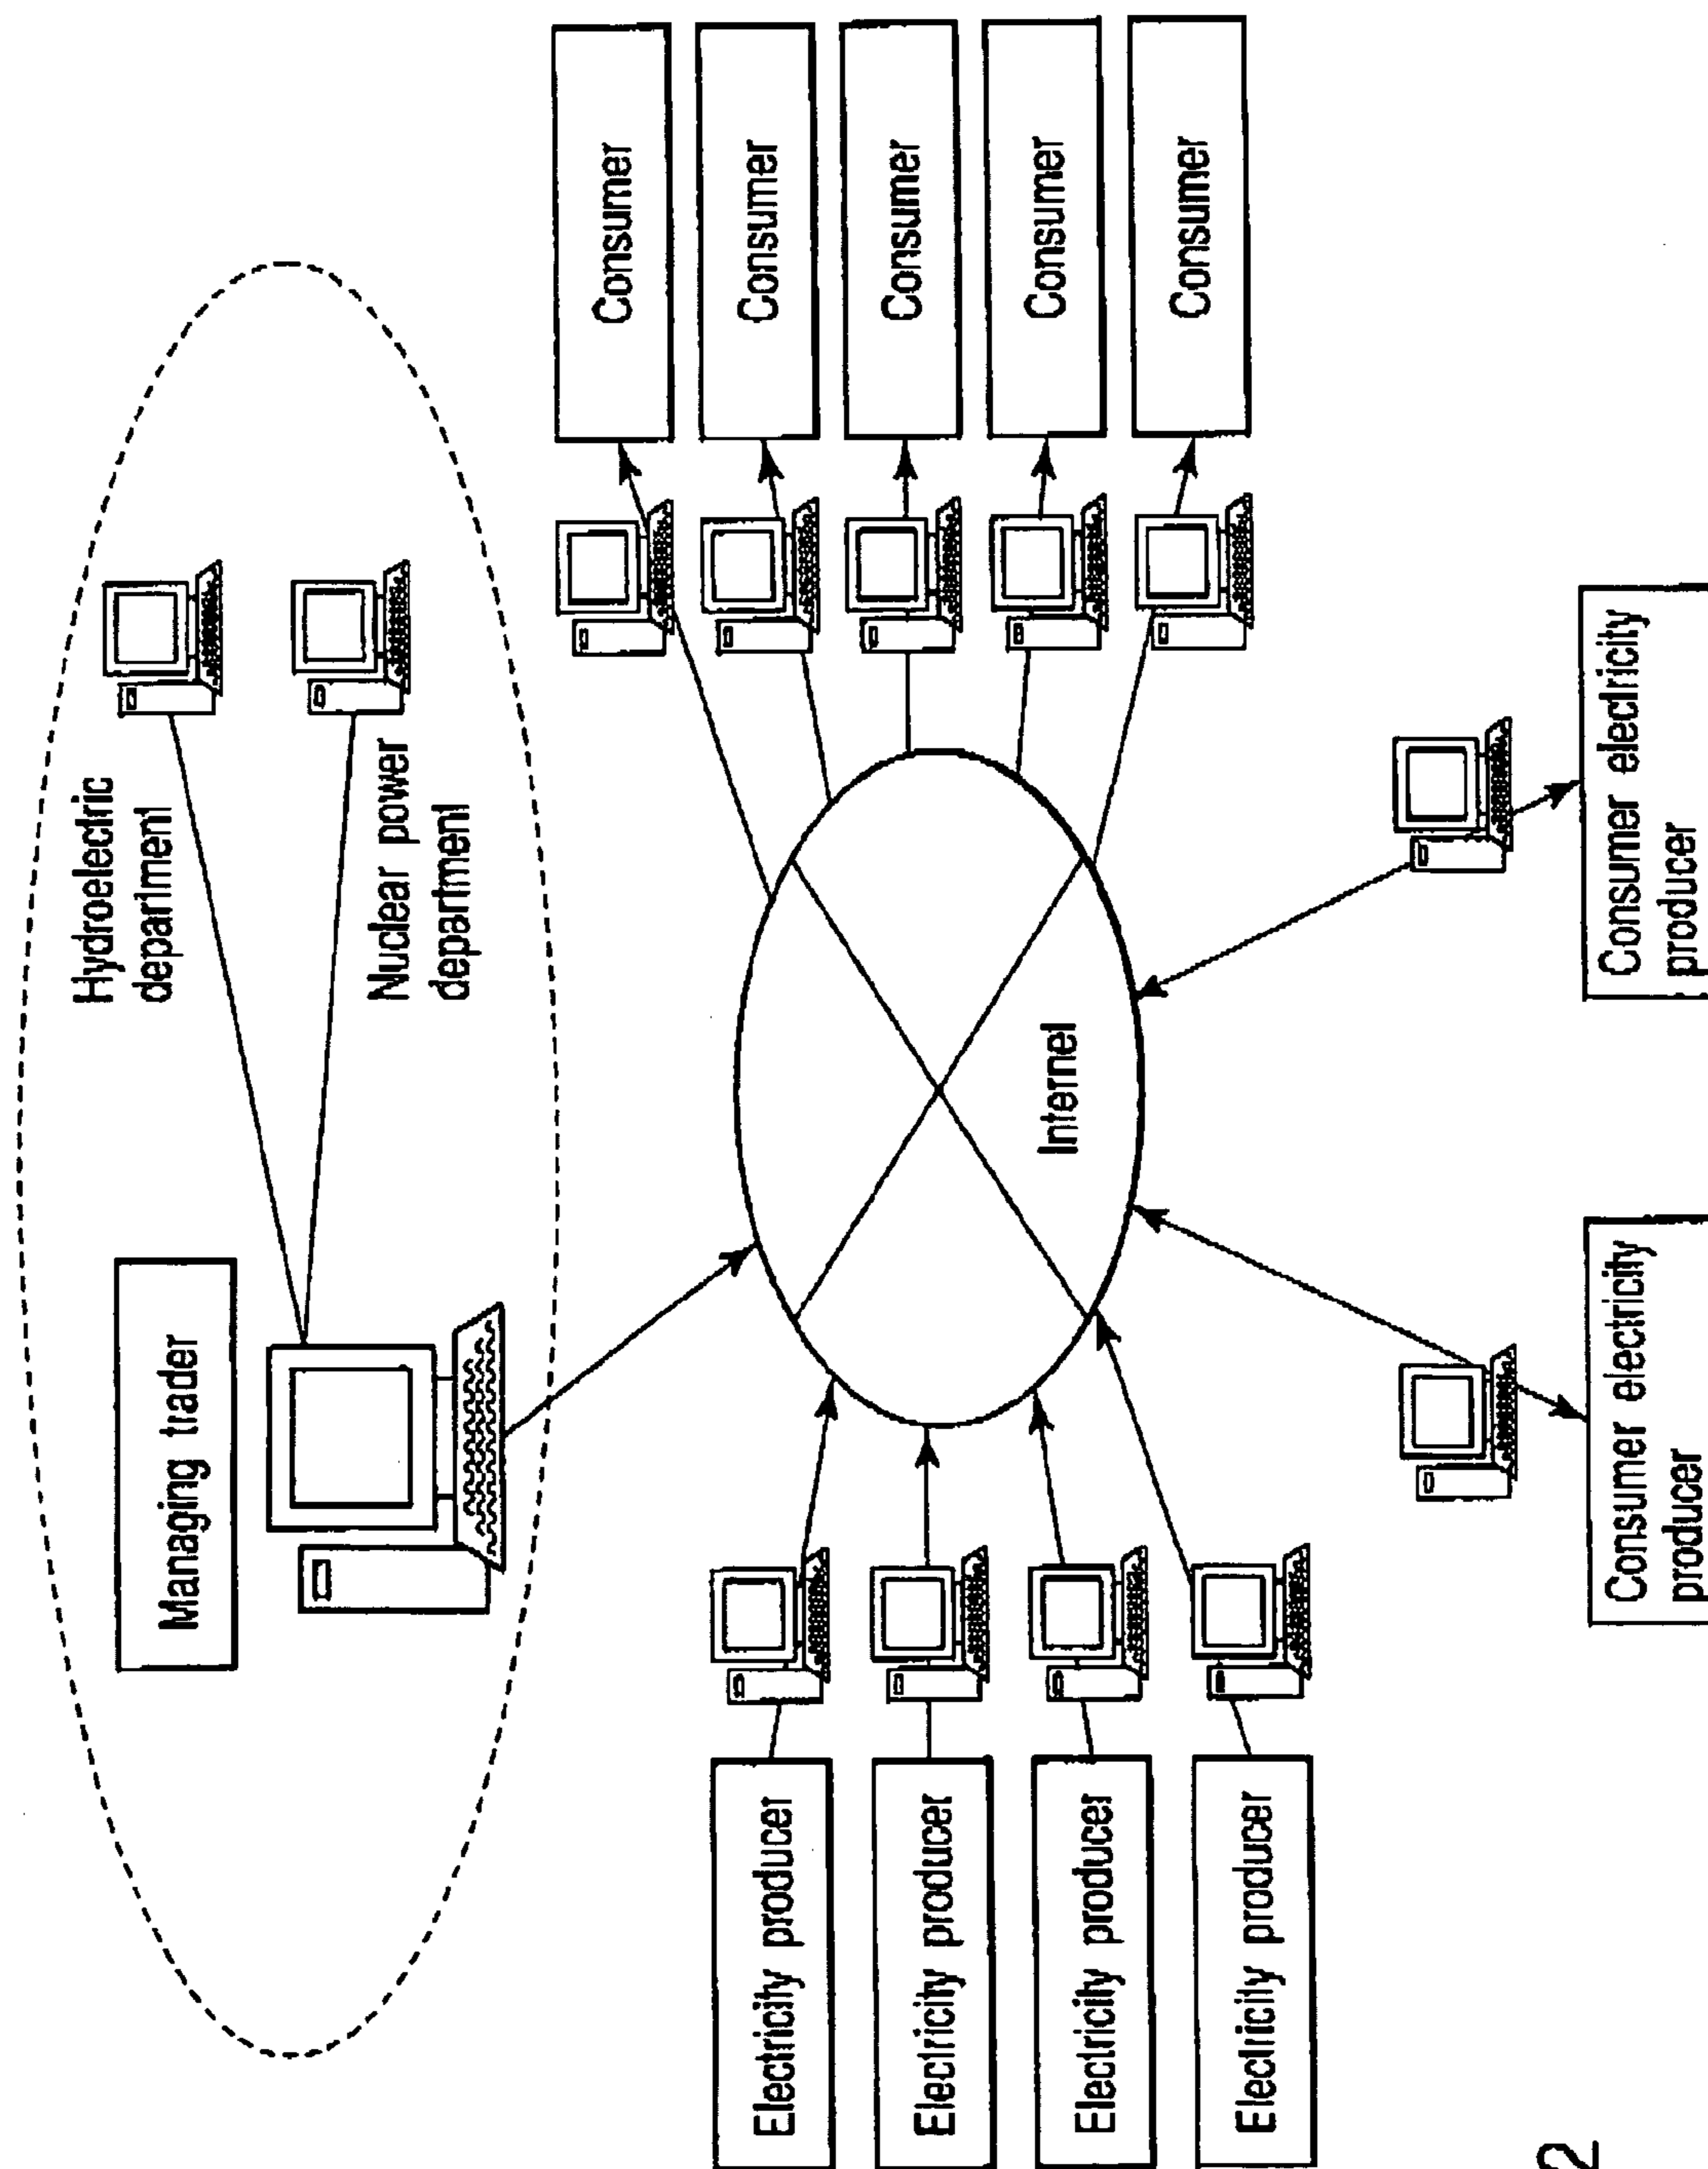 Managing trader
Hydroelectric
department
Nuclear power
department
Electricity producer
Electricity producer
Electricity producer
Electricity producer
Internet
Consumer
Consumer
Consumer
Consumer
Consumer
Consumer electricity
producer
Consumer electricity
producer
2